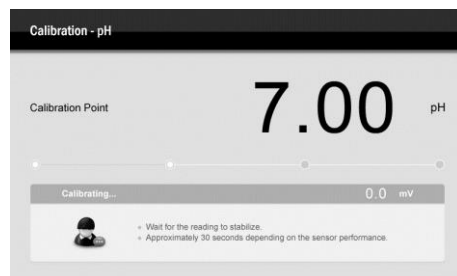 Calibration - pH
Calibration Point 7.00 pH
Calibrating... 0.0 mV
Wait for the reading to stabilize.
Approximately 30 seconds depending on the sensor performance.